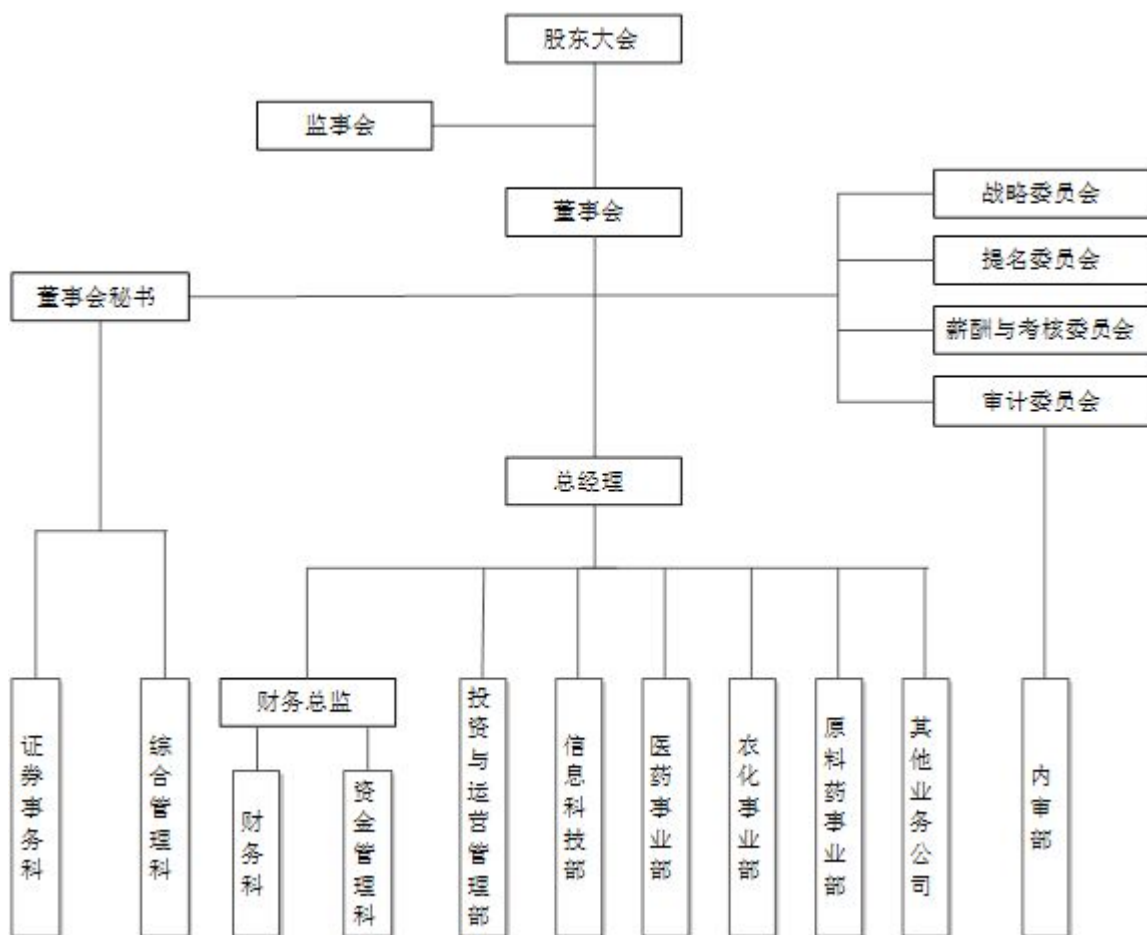 股东大会
监事会
董事会
战略委员会
提名委员会
董事会秘书
薪酬与考核委员会
审计委员会
总经理
证券事务科
综合管理科
财务总监
财务科
资金管理科
投资与运营管理部
信息科技部
医药事业部
农化事业部
原料药事业部
其他业务公司
内审部